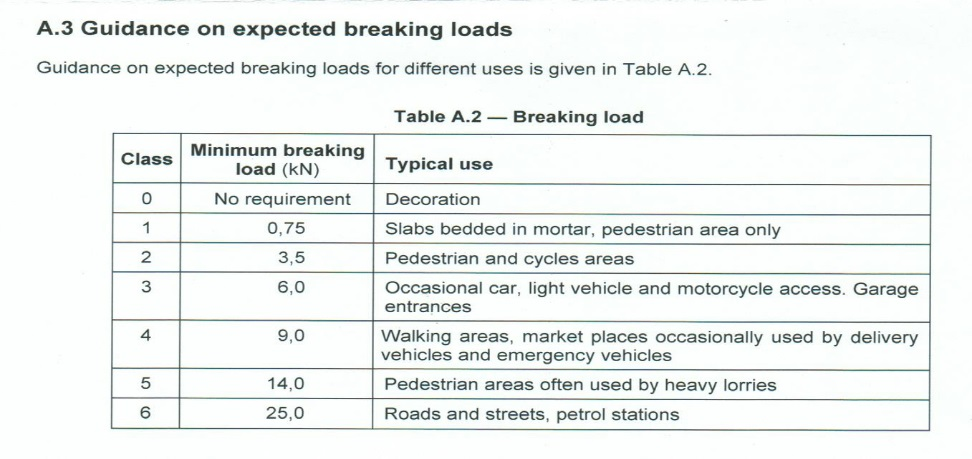 A.3 Guidance on expected breaking loads
Guidance on expected breaking loads for different uses is given in Table A.2.
Table A.2 — Breaking load
Class Minimum breaking load (kN) Typical use
0 No requirement Decoration
1 0,75 Slabs bedded in mortar, pedestrian area only
2 3,5 Pedestrian and cycles areas
3 6,0 Occasional car, light vehicle and motorcycle access. Garage
entrances
4 9,0 Walking areas, market places occasionally used by delivery
vehicles and emergency vehicles
5 14,0 Pedestrian areas often used by heavy lorries
6 25,0 Roads and streets, petrol stations